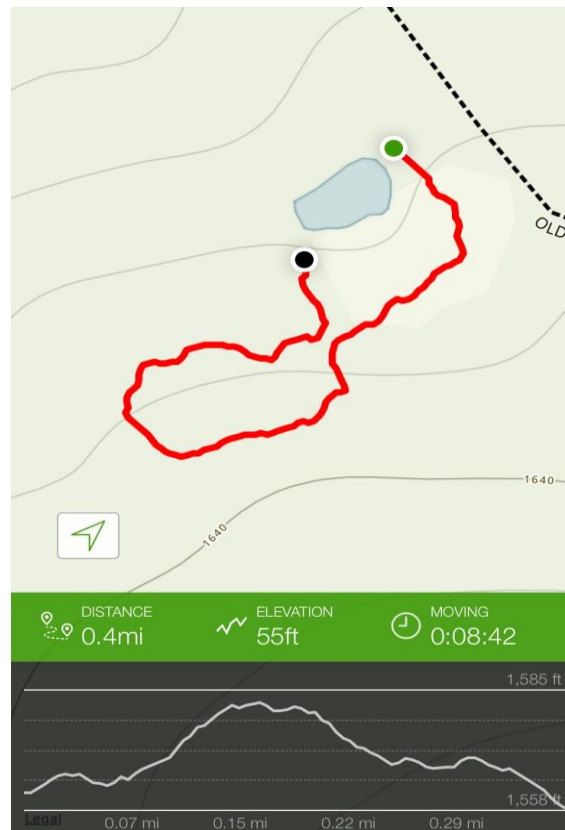 OLD
1640
1640
DISTANCE
0.4mi
ELEVATION
55ft
MOVING
0:08:42
1,585 ft
1,558 ft
Legal
0.07 mi
0.15 mi
0.22 mi
0.29 mi